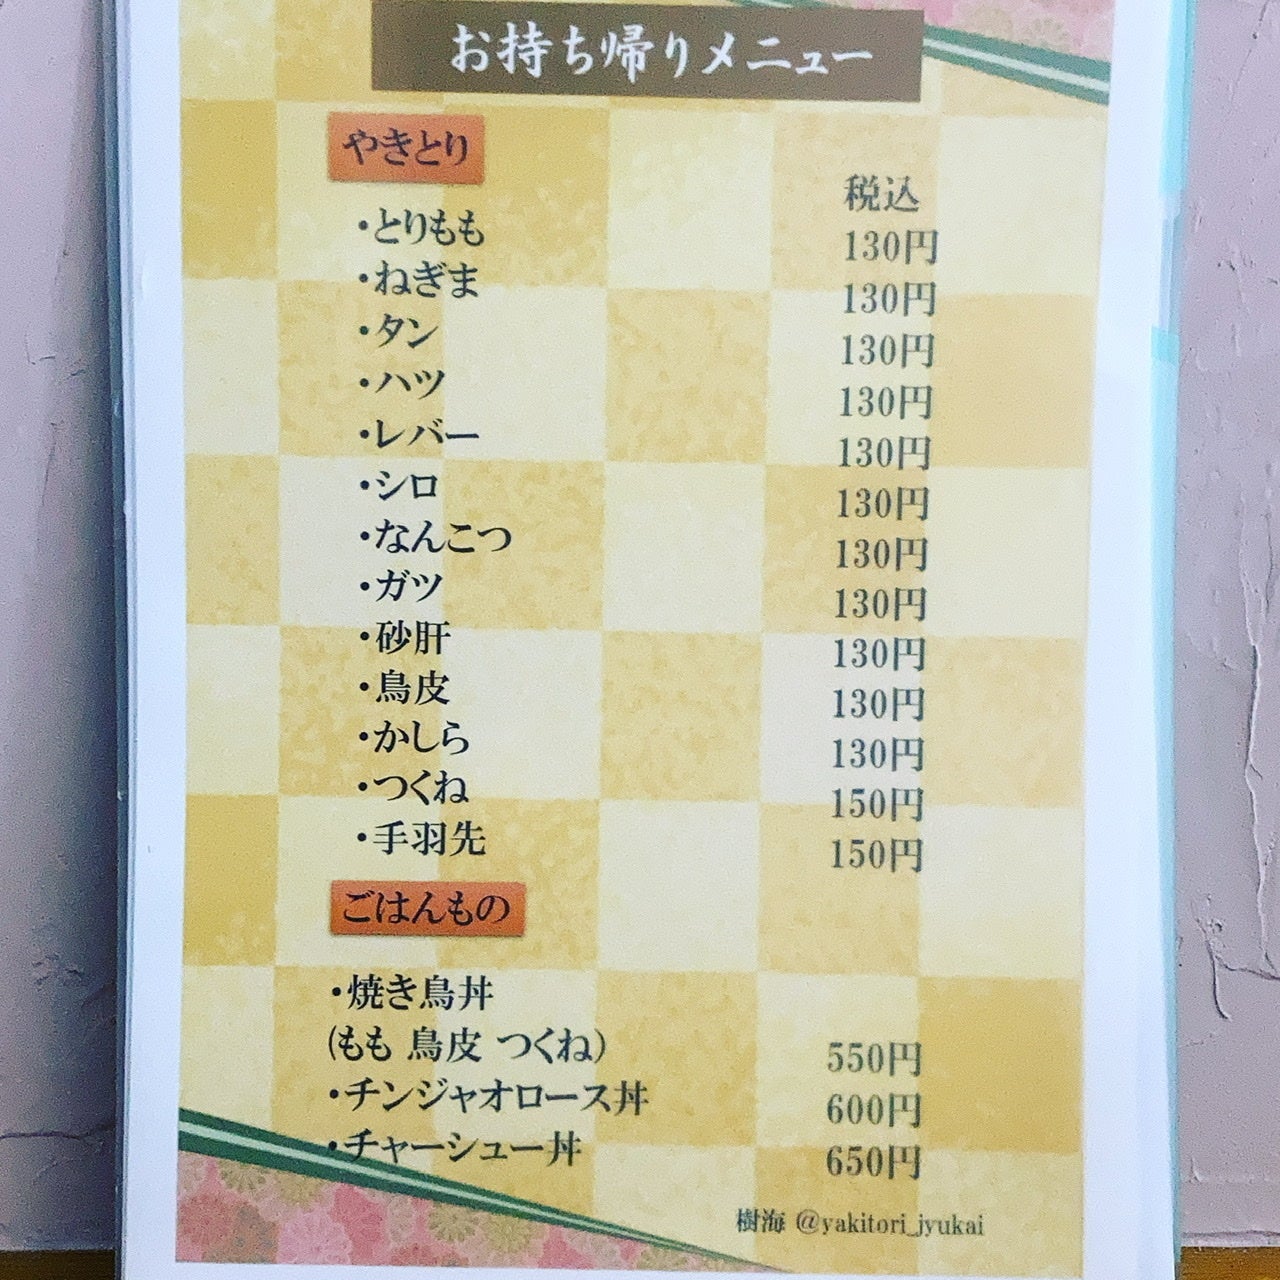 お持ち帰りメニュー
やきとり
税込
・とりもも 130円
・ねぎま 130円
・タン 130円
・ハツ 130円
・レバー 130円
・シロ 130円
・なんこつ 130円
・ガツ 130円
・砂肝 130円
・鳥皮 130円
・かしら 130円
・つくね 150円
・手羽先 150円
ごはんもの
・焼き鳥丼
(もも 鳥皮 つくね) 550円
・チンジャオロース丼 600円
・チャーシュー丼 650円
樹海 @yakitori_jyukai